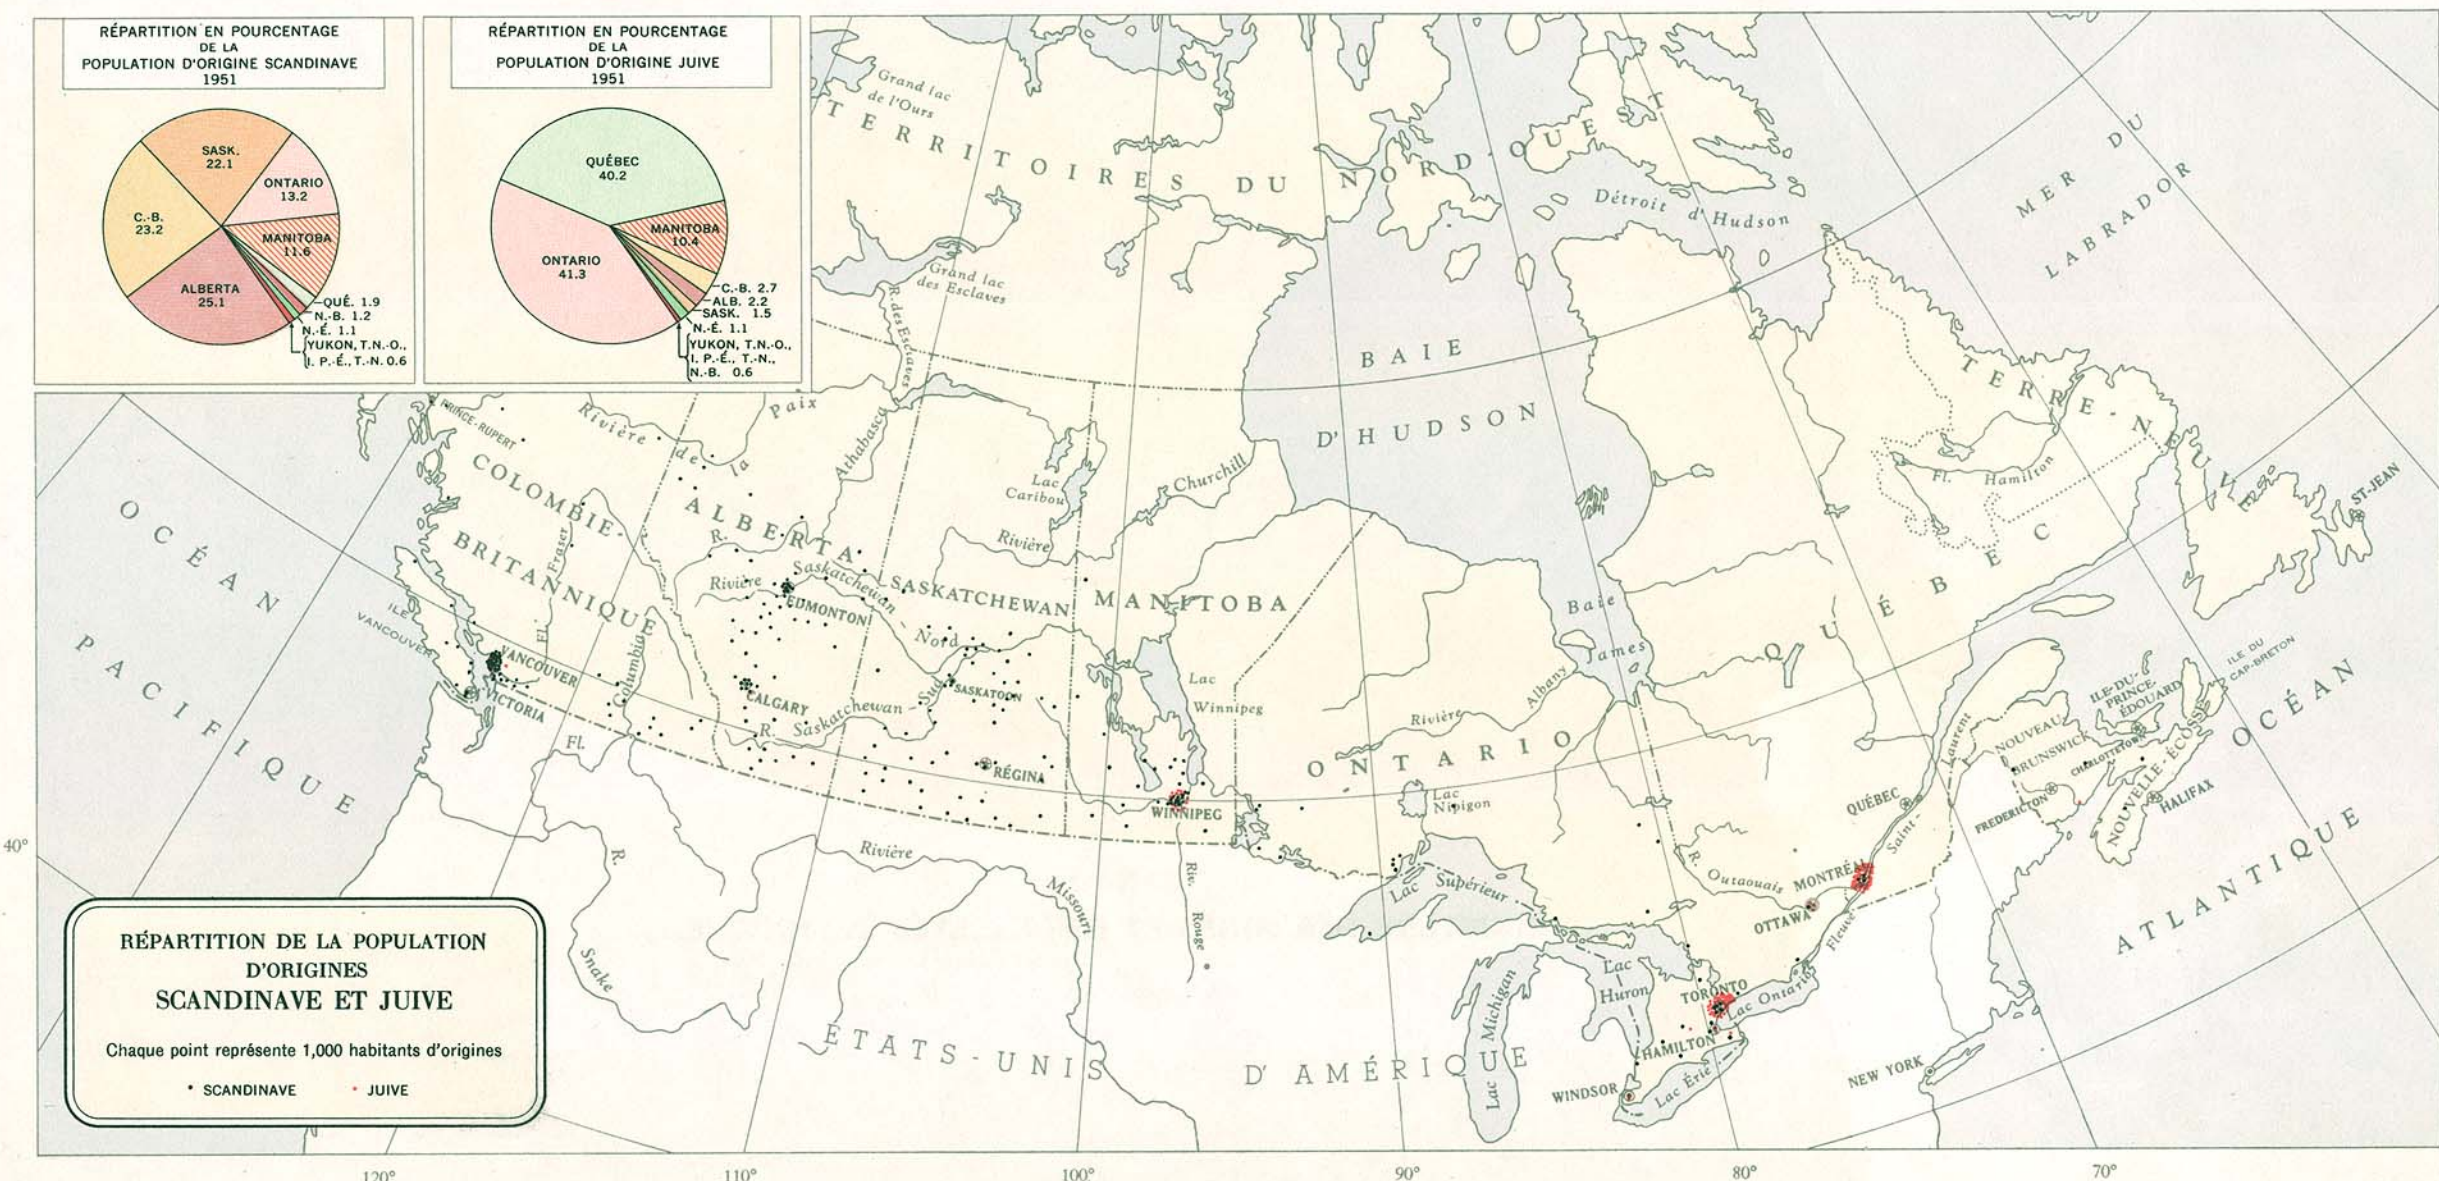 RÉPARTITION EN POURCENTAGE
DE LA
POPULATION D'ORIGINE SCANDINAVE
1951
SASK.
22.1
ONTARIO
13.2
C.-B.
23.2
MANITOBA
11.6
ALBERTA
25.1
QUÉ. 1.9
N.-B. 1.2
N.-É. 1.1
YUKON, T.N.-O.,
I. P.-É., T.-N. 0.6
RÉPARTITION EN POURCENTAGE
DE LA
POPULATION D'ORIGINE JUIVE
1951
QUÉBEC
40.2
MANITOBA
10.4
ONTARIO
41.3
C.-B. 2.7
ALB. 2.2
SASK. 1.5
N.-É. 1.1
YUKON, T.N.-O.,
I. P.-É., T.-N.,
N.-B. 0.6
Grand lac
de l'Ours
TERRITOIRES DU NORD-OUEST
Grand lac
des Esclaves
R. des Esclaves
Détroit d'Hudson
MER DU
LABRADOR
BAIE
D'HUDSON
TERRE-NEUVE
Fl. Hamilton
ST-JEAN
PRINCE-RUPERT
Rivière de la Paix
Athabasca
Lac
Caribou
Rivière Churchill
OCÉAN
PACIFIQUE
COLOMBIE-
BRITANNIQUE
Fl. Fraser
ALBERTA
SASKATCHEWAN
MANITOBA
R.
Rivière Saskatchewan - Nord
EDMONTON
ILE
VANCOUVER
VANCOUVER
VICTORIA
Fl. Columbia
CALGARY
R. Saskatchewan - Sud
SASKATOON
RÉGINA
Lac
Winnipeg
WINNIPEG
Baie
James
Rivière Albany
ONTARIO
Lac
Nipigon
QUÉBEC
QUÉBEC
Fleuve Saint-Laurent
NOUVEAU-
BRUNSWICK
ILE-DU-
PRINCE-
ÉDOUARD
CHARLOTTETOWN
ILE DU
CAP-BRETON
NOUVELLE-ÉCOSSE
FREDERICTON
HALIFAX
OCÉAN
ATLANTIQUE
R. Outaouais
MONTRÉAL
OTTAWA
Lac Supérieur
Lac
Huron
Lac Michigan
TORONTO
Lac Ontario
HAMILTON
WINDSOR
Lac Érié
NEW YORK
R. Snake
Rivière Missouri
Riv. Rouge
ETATS-UNIS D'AMÉRIQUE
RÉPARTITION DE LA POPULATION
D'ORIGINES
SCANDINAVE ET JUIVE
Chaque point représente 1,000 habitants d'origines
SCANDINAVE
JUIVE
40°
120°
110°
100°
90°
80°
70°